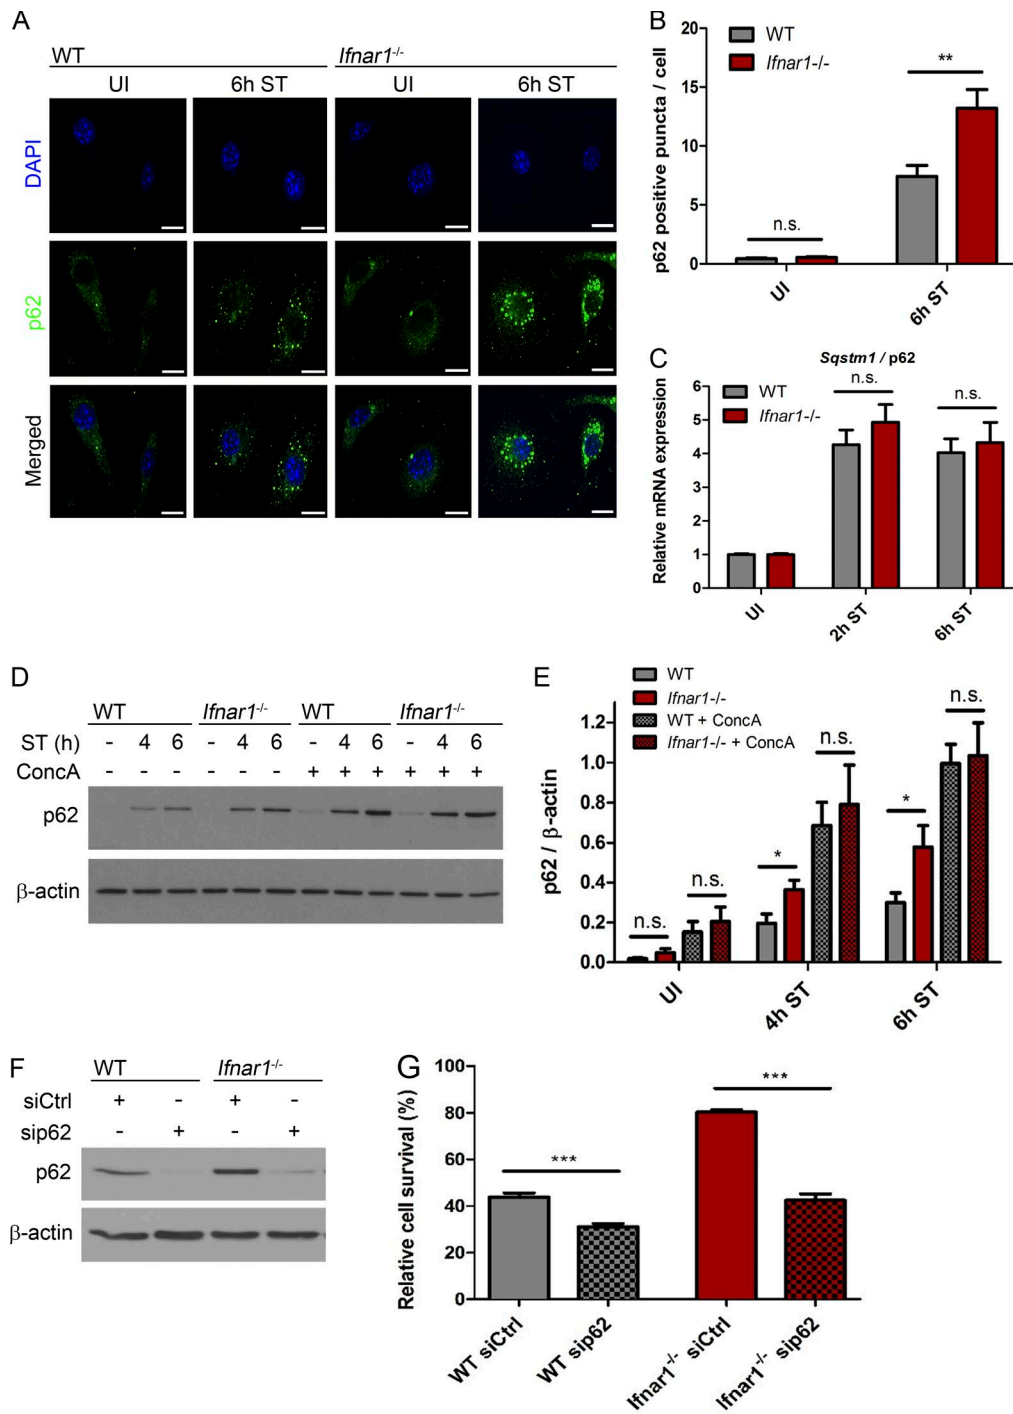 A
WT
Ifnar1-/-
UI
6h ST
UI
6h ST
DAPI
p62
Merged
B
p62 positive puncta / cell
20
15
10
5
0
WT
Ifnar1-/-
n.s.
**
UI
6h ST
C
Sqstm1 / p62
Relative mRNA expression
6
5
4
3
2
1
0
WT
Ifnar1-/-
n.s.
n.s.
UI
2h ST
6h ST
D
WT
Ifnar1-/-
WT
Ifnar1-/-
ST (h)
- 4 6 - 4 6 - 4 6 - 4 6
ConcA
- - - - - - + + + + + +
p62
β-actin
E
WT
Ifnar1-/-
WT + ConcA
Ifnar1-/- + ConcA
p62 / β-actin
1.2
1.0
0.8
0.6
0.4
0.2
0.0
n.s.
n.s.
*
n.s.
*
n.s.
UI
4h ST
6h ST
F
WT
Ifnar1-/-
siCtrl
+ - + -
sip62
- + - +
p62
β-actin
G
Relative cell survival (%)
100
80
60
40
20
0
***
***
WT siCtrl
WT sip62
Ifnar1-/- siCtrl
Ifnar1-/- sip62